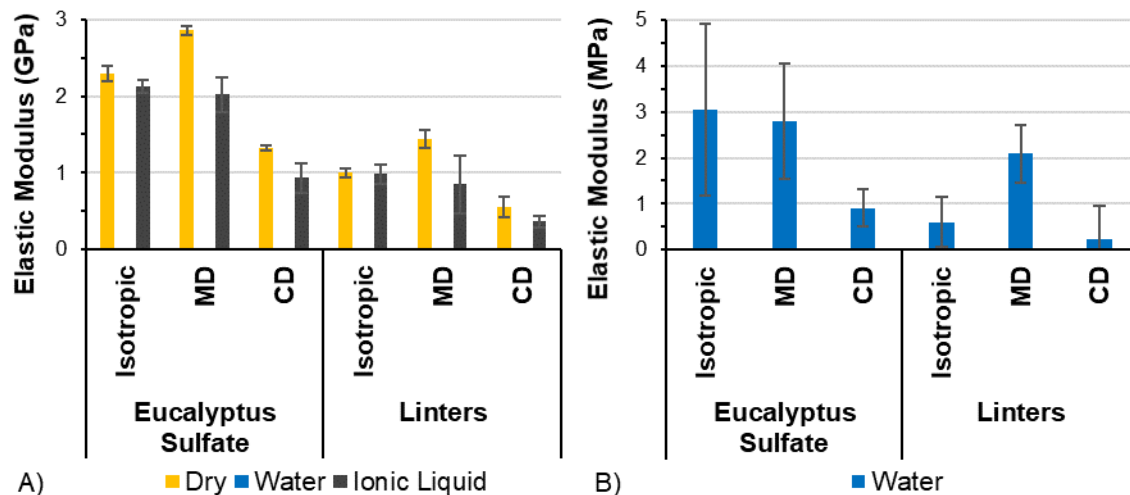 Elastic Modulus (GPa)
3
2
1
0
Isotropic
MD
CD
Isotropic
MD
CD
Eucalyptus
Sulfate
Linters
A)
Dry Water Ionic Liquid
Elastic Modulus (MPa)
5
4
3
2
1
0
Isotropic
MD
CD
Isotropic
MD
CD
Eucalyptus
Sulfate
Linters
B)
Water